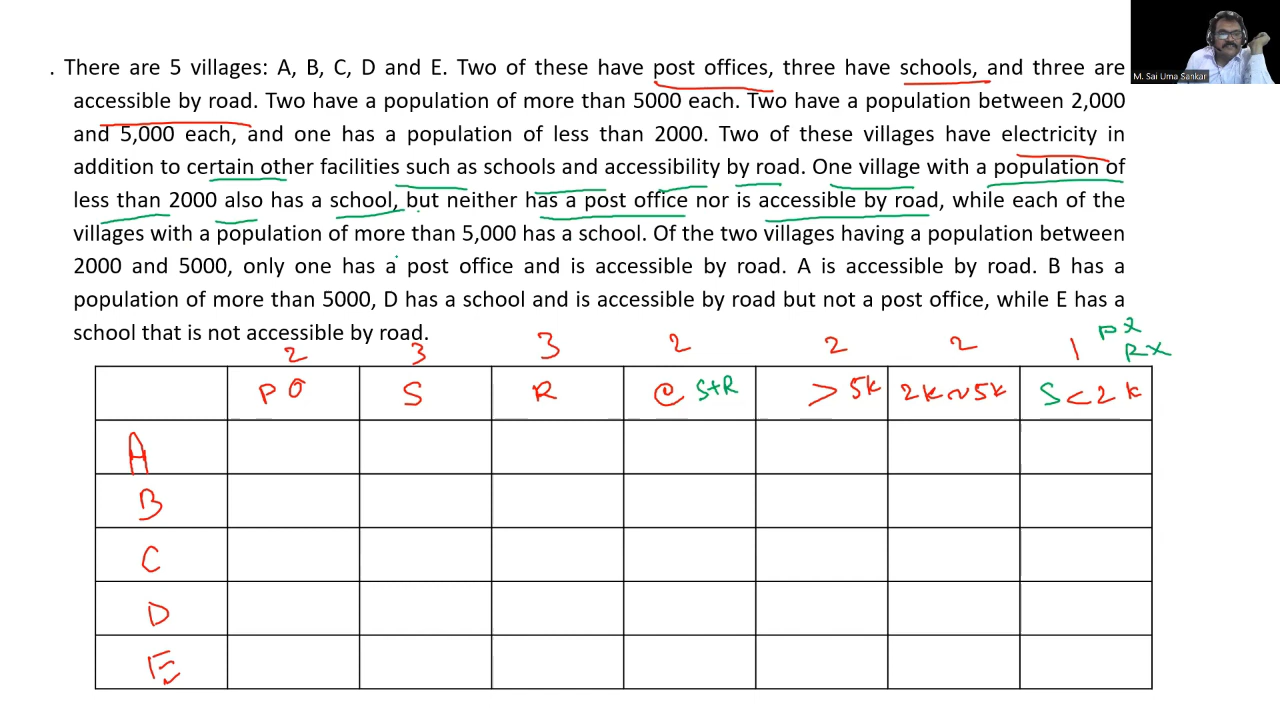 M. Sai Uma Sankar
. There are 5 villages: A, B, C, D and E. Two of these have post offices, three have schools, and three are
accessible by road. Two have a population of more than 5000 each. Two have a population between 2,000
and 5,000 each, and one has a population of less than 2000. Two of these villages have electricity in
addition to certain other facilities such as schools and accessibility by road. One village with a population of
less than 2000 also has a school, but neither has a post office nor is accessible by road, while each of the
villages with a population of more than 5,000 has a school. Of the two villages having a population between
2000 and 5000, only one has a post office and is accessible by road. A is accessible by road. B has a
population of more than 5000, D has a school and is accessible by road but not a post office, while E has a
school that is not accessible by road.
2 3 3 2 2 2 1 P x
R x
P O S R e S+R > 5k 2k ~ 5k S < 2 k
A
B
C
D
E